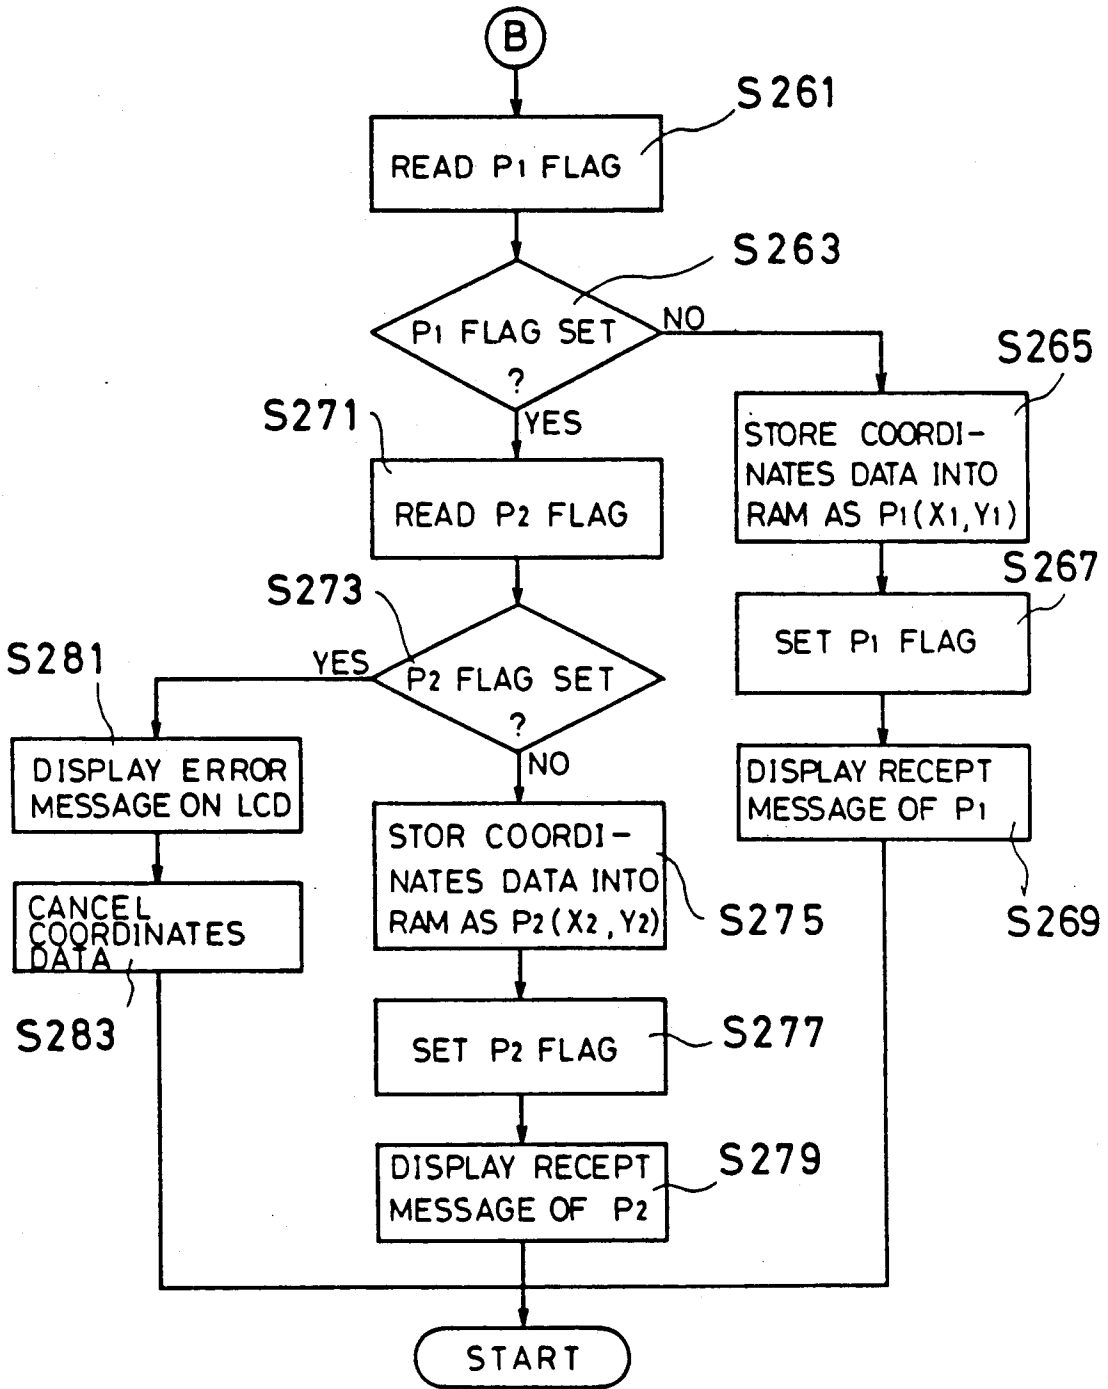 B
S261
READ P1 FLAG
S263
P1 FLAG SET
?
NO
YES
S265
STORE COORDI-
NATES DATA INTO
RAM AS P1(X1,Y1)
S271
READ P2 FLAG
S267
SET P1 FLAG
S273
P2 FLAG SET
?
YES
NO
S281
DISPLAY ERROR
MESSAGE ON LCD
DISPLAY RECEPT
MESSAGE OF P1
S269
STOR COORDI-
NATES DATA INTO
RAM AS P2(X2,Y2)
S275
CANCEL
COORDINATES
DATA
S283
SET P2 FLAG
S277
DISPLAY RECEPT
MESSAGE OF P2
S279
START